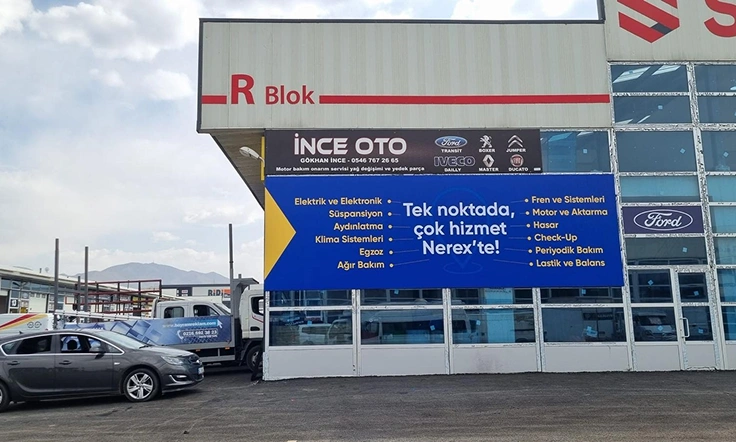 R Blok
S
İNCE OTO
GÖKHAN İNCE - 0546 767 26 65
Motor bakım onarım servisi yağ değişimi ve yedek parça
Ford
TRANSIT
BOXER
JUMPER
IVECO
DAILLY
MASTER
FIAT
DUCATO
Elektrik ve Elektronik
Süspansiyon
Aydınlatma
Klima Sistemleri
Egzoz
Ağır Bakım
Tek noktada,
çok hizmet
Nerex'te!
Fren ve Sistemleri
Motor ve Aktarma
Hasar
Check-Up
Periyodik Bakım
Lastik ve Balans
Ford